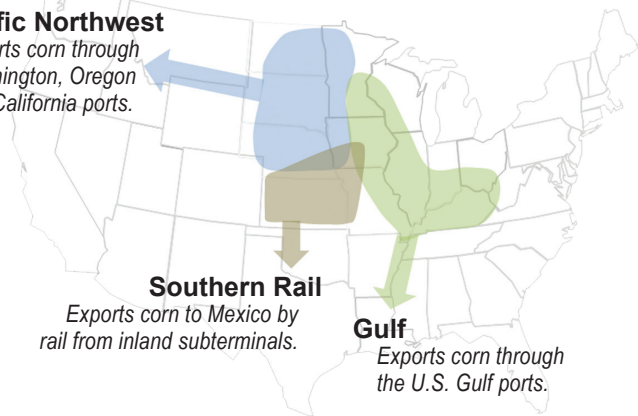 fic Northwest
rts corn through
hington, Oregon
California ports.
Southern Rail
Exports corn to Mexico by
rail from inland subterminals.
Gulf
Exports corn through
the U.S. Gulf ports.